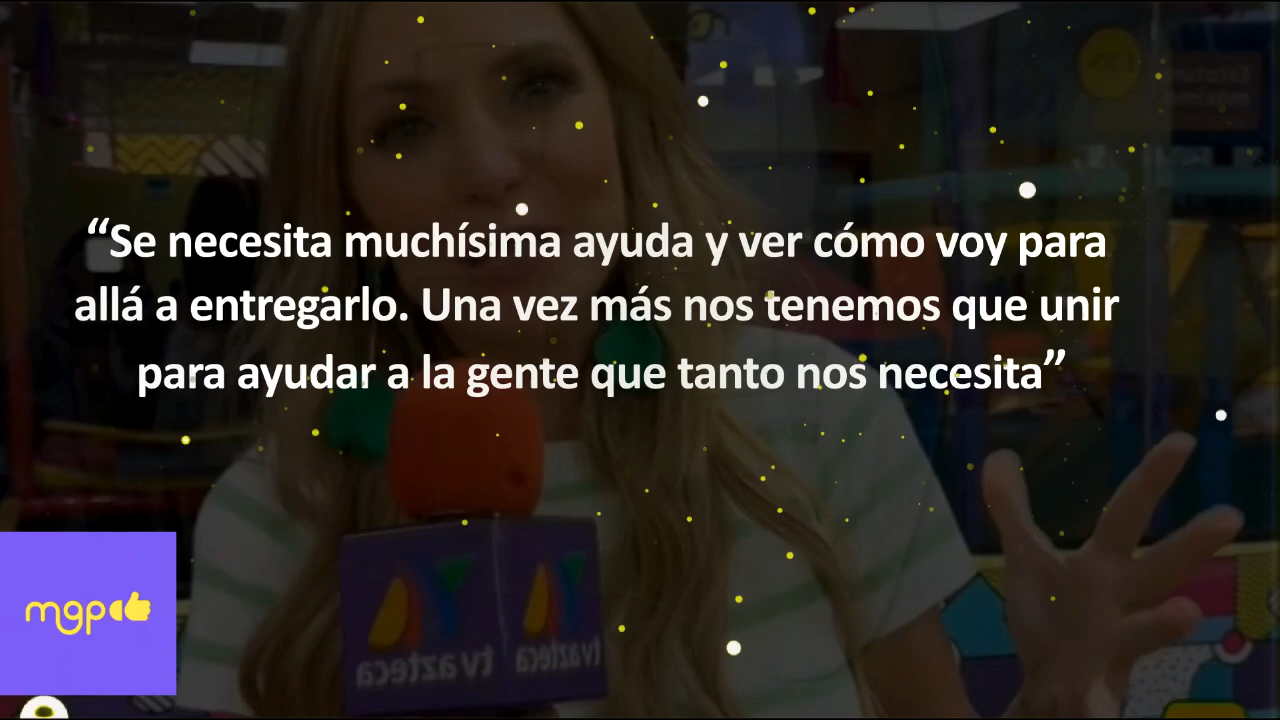 “Se necesita muchísima ayuda y ver cómo voy para
allá a entregarlo. Una vez más nos tenemos que unir
para ayudar a la gente que tanto nos necesita”
mgp
tv azteca tv azteca